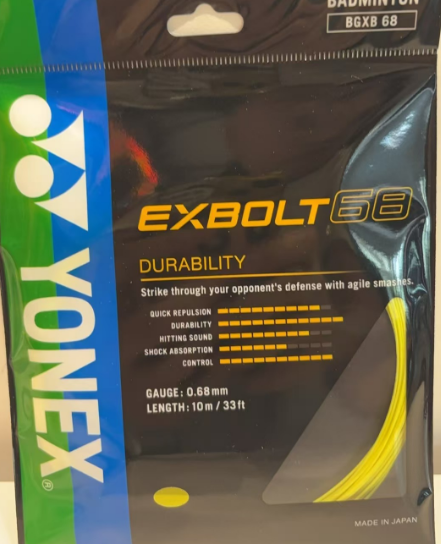 BADMINTON
BGXB 68
YONEX®
EXBOLT68
DURABILITY
Strike through your opponent's defense with agile smashes.
QUICK REPULSION
DURABILITY
HITTING SOUND
SHOCK ABSORPTION
CONTROL
GAUGE: 0.68mm
LENGTH: 10m / 33ft
MADE IN JAPAN